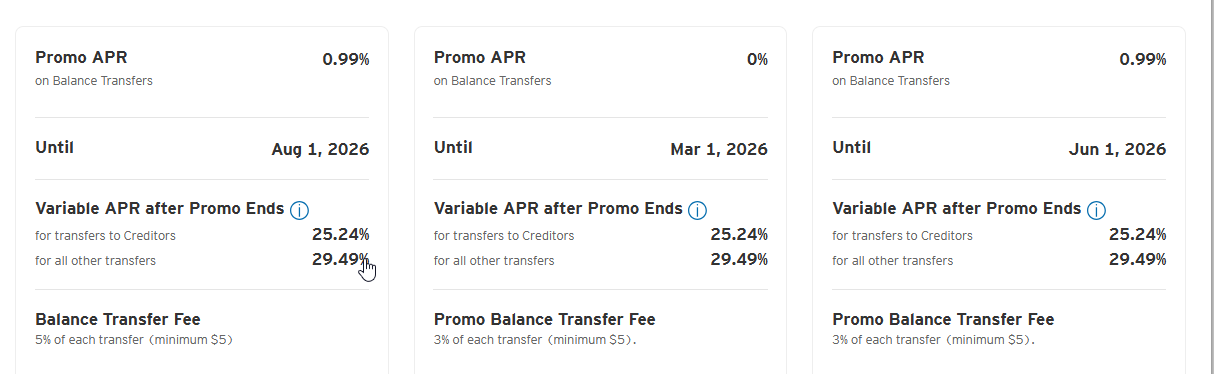 Promo APR 0.99%
on Balance Transfers
Until Aug 1, 2026
Variable APR after Promo Ends ⓘ
for transfers to Creditors 25.24%
for all other transfers 29.49%
Balance Transfer Fee
5% of each transfer (minimum $5)
Promo APR 0%
on Balance Transfers
Until Mar 1, 2026
Variable APR after Promo Ends ⓘ
for transfers to Creditors 25.24%
for all other transfers 29.49%
Promo Balance Transfer Fee
3% of each transfer (minimum $5).
Promo APR 0.99%
on Balance Transfers
Until Jun 1, 2026
Variable APR after Promo Ends ⓘ
for transfers to Creditors 25.24%
for all other transfers 29.49%
Promo Balance Transfer Fee
3% of each transfer (minimum $5).